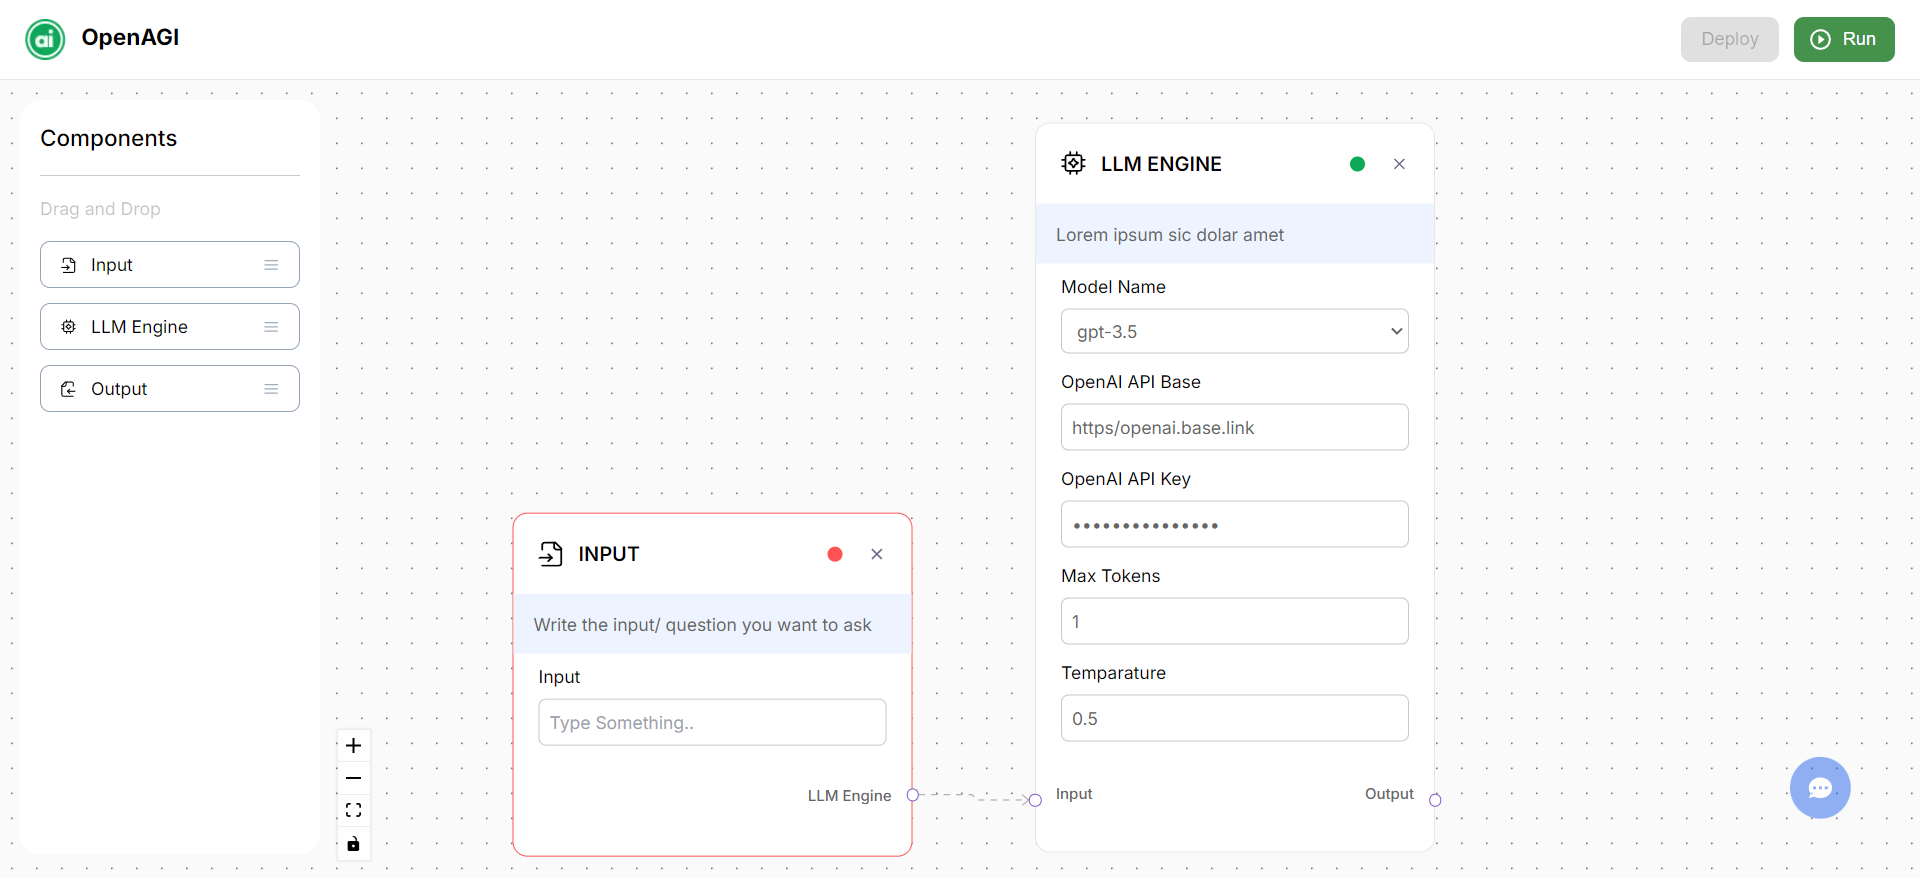 ai
OpenAGI
Deploy
Run
Components
Drag and Drop
Input
LLM Engine
Output
INPUT
Write the input/ question you want to ask
Input
Type Something..
LLM Engine
LLM ENGINE
Lorem ipsum sic dolar amet
Model Name
gpt-3.5
OpenAI API Base
https/openai.base.link
OpenAI API Key
•••••••••••••••
Max Tokens
1
Temparature
0.5
Input
Output